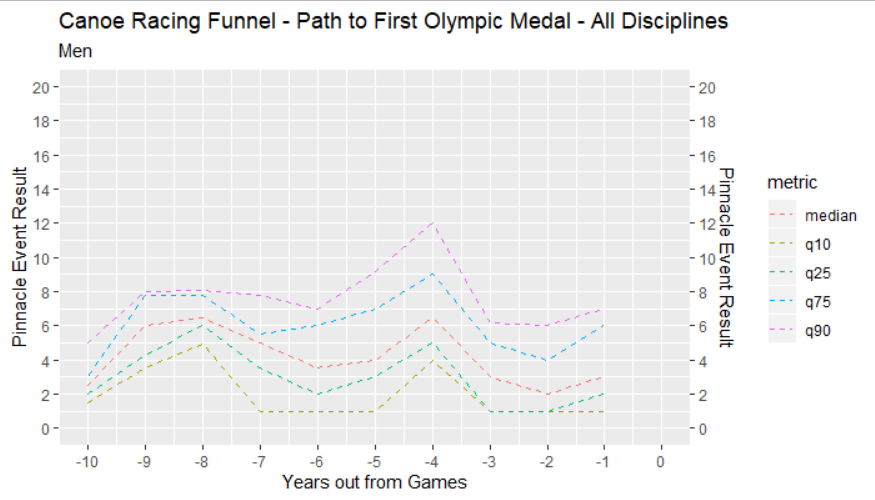 Canoe Racing Funnel - Path to First Olympic Medal - All Disciplines
Men
20
18
16
14
12
10
8
6
4
2
0
Pinnacle Event Result
20
18
16
14
12
10
8
6
4
2
0
Pinnacle Event Result
-10 -9 -8 -7 -6 -5 -4 -3 -2 -1 0
Years out from Games
metric
median
q10
q25
q75
q90